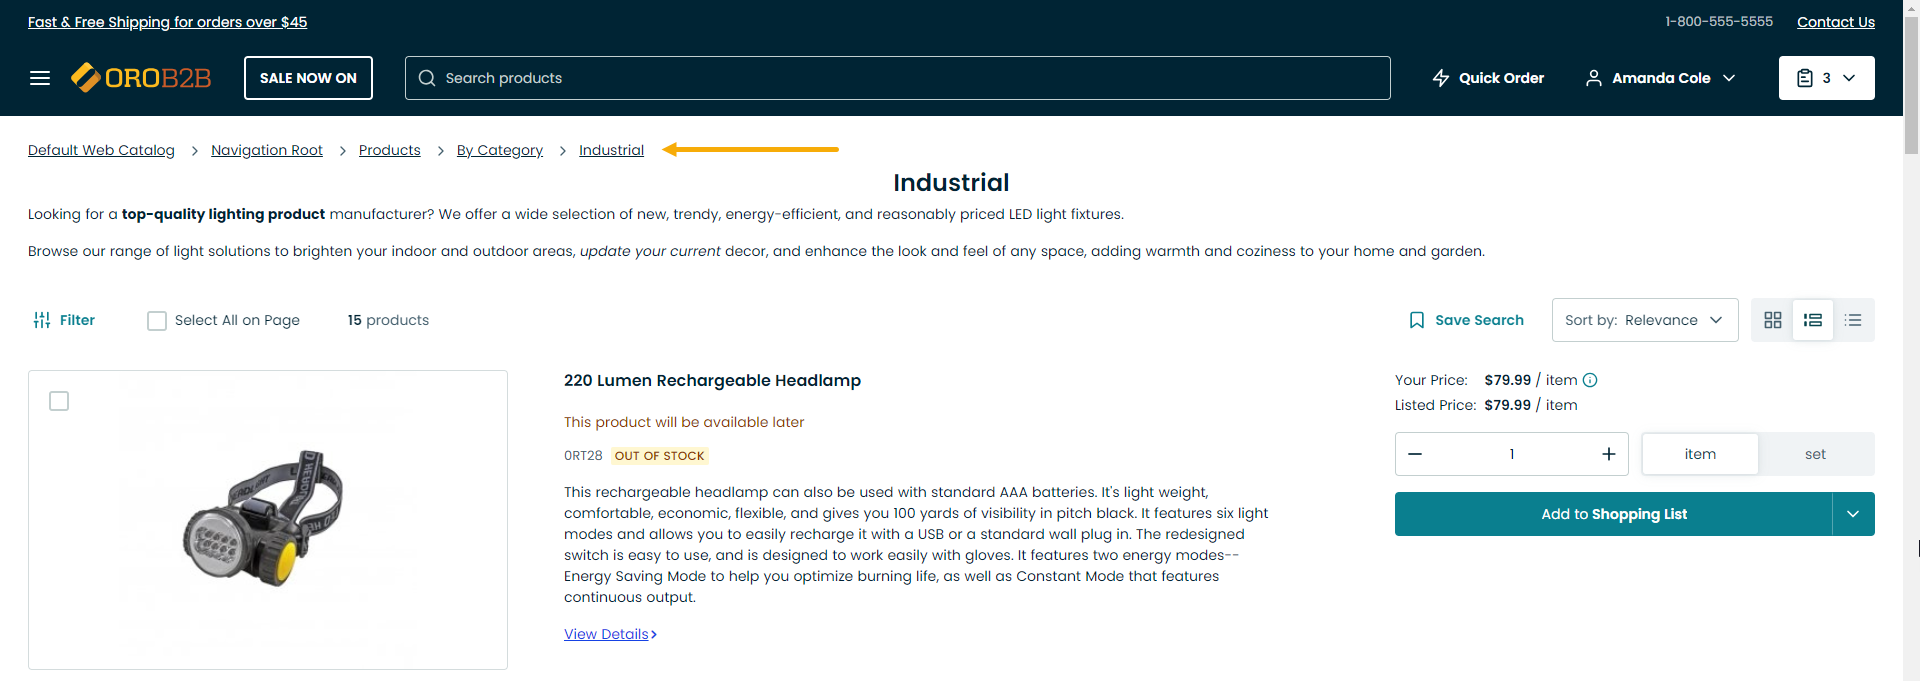 Fast & Free Shipping for orders over $45
1-800-555-5555
Contact Us
OROB2B
SALE NOW ON
Search products
Quick Order
Amanda Cole
3
Default Web Catalog > Navigation Root > Products > By Category > Industrial
Industrial
Looking for a top-quality lighting product manufacturer? We offer a wide selection of new, trendy, energy-efficient, and reasonably priced LED light fixtures.
Browse our range of light solutions to brighten your indoor and outdoor areas, update your current decor, and enhance the look and feel of any space, adding warmth and coziness to your home and garden.
Filter
Select All on Page
15 products
Save Search
Sort by: Relevance
220 Lumen Rechargeable Headlamp
This product will be available later
0RT28 OUT OF STOCK
This rechargeable headlamp can also be used with standard AAA batteries. It's light weight,
comfortable, economic, flexible, and gives you 100 yards of visibility in pitch black. It features six light
modes and allows you to easily recharge it with a USB or a standard wall plug in. The redesigned
switch is easy to use, and is designed to work easily with gloves. It features two energy modes--
Energy Saving Mode to help you optimize burning life, as well as Constant Mode that features
continuous output.
View Details
Your Price: $79.99 / item
Listed Price: $79.99 / item
1
item
set
Add to Shopping List